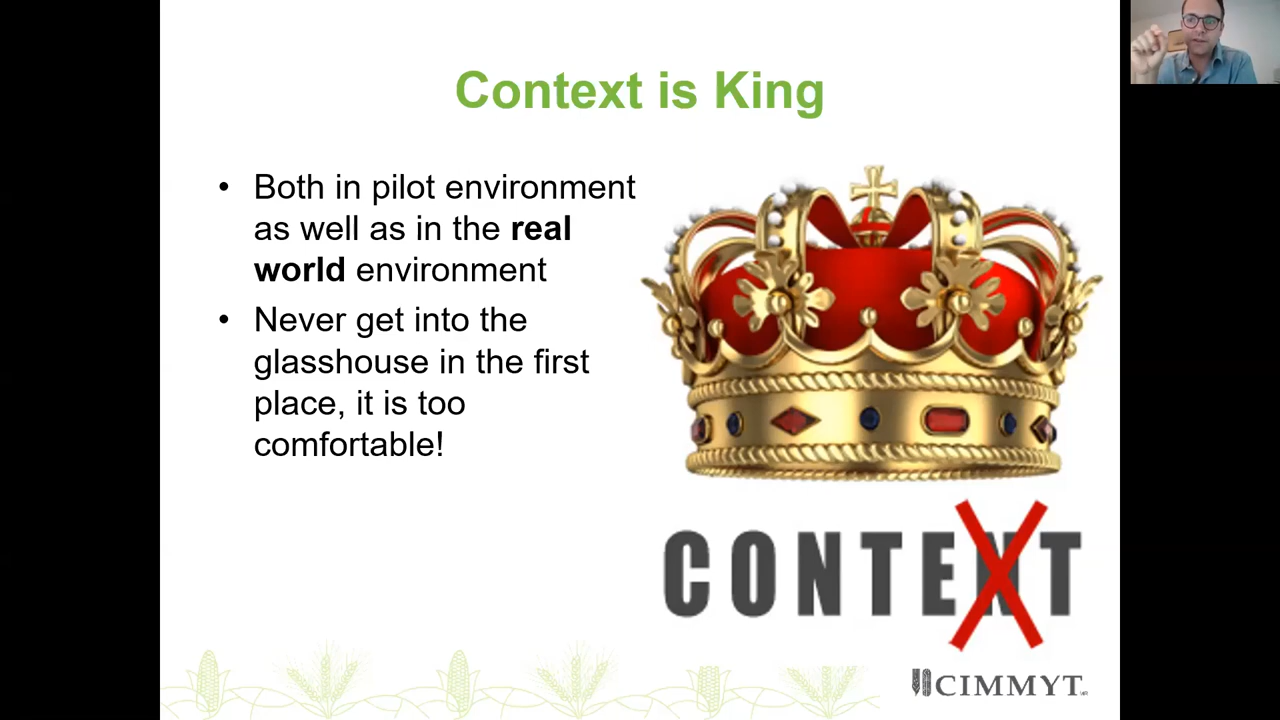 Context is King
• Both in pilot environment
as well as in the real
world environment
• Never get into the
glasshouse in the first
place, it is too
comfortable!
CONTEXT
CIMMYT